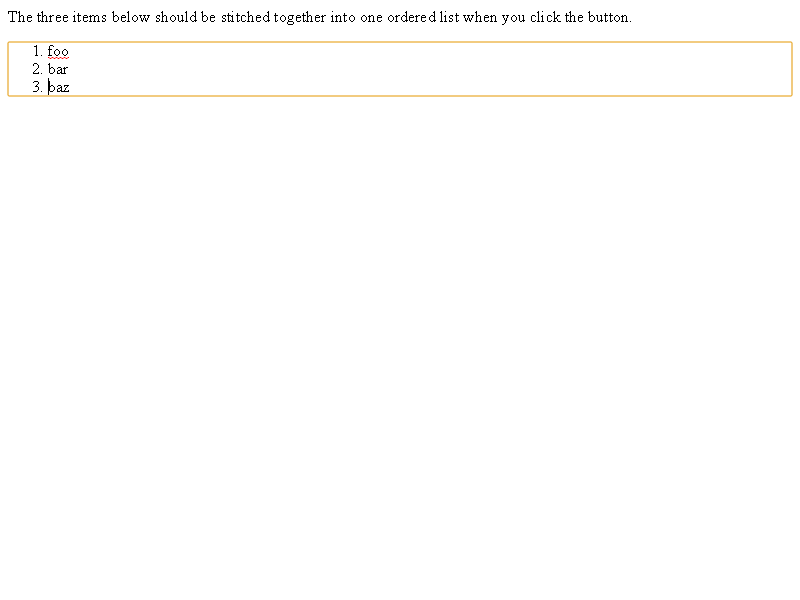 The three items below should be stitched together into one ordered list when you click the button.
1. foo
2. bar
3. baz